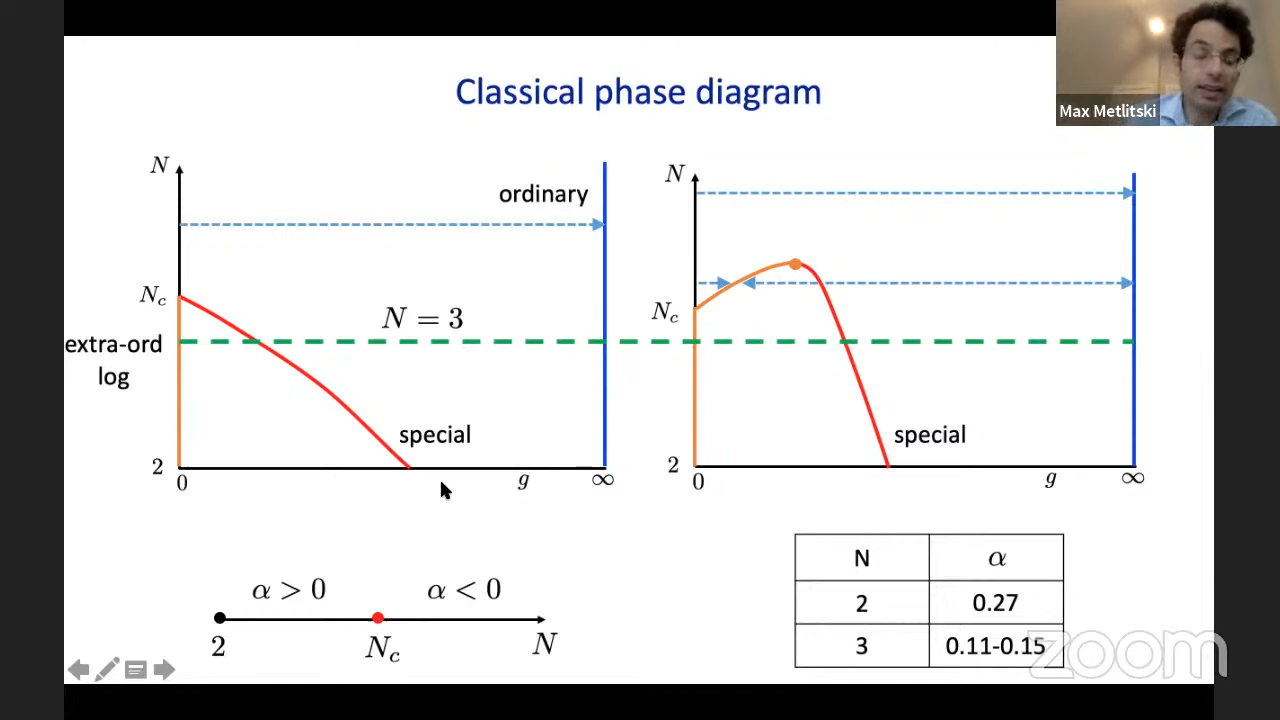 Classical phase diagram
Max Metlitski
N
ordinary
N_c
N = 3
extra-ord
log
special
2
0
g
∞
N
N_c
special
2
0
g
∞
α > 0
α < 0
2
N_c
N
N α
2 0.27
3 0.11-0.15
zoom